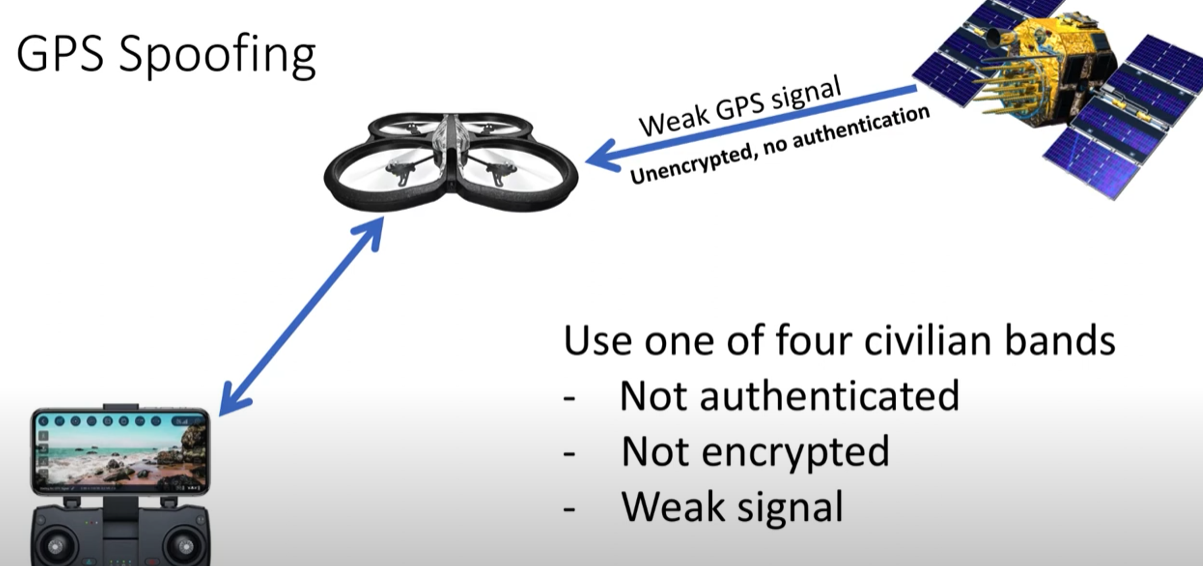 GPS Spoofing
Weak GPS signal
Unencrypted, no authentication
Use one of four civilian bands
- Not authenticated
- Not encrypted
- Weak signal